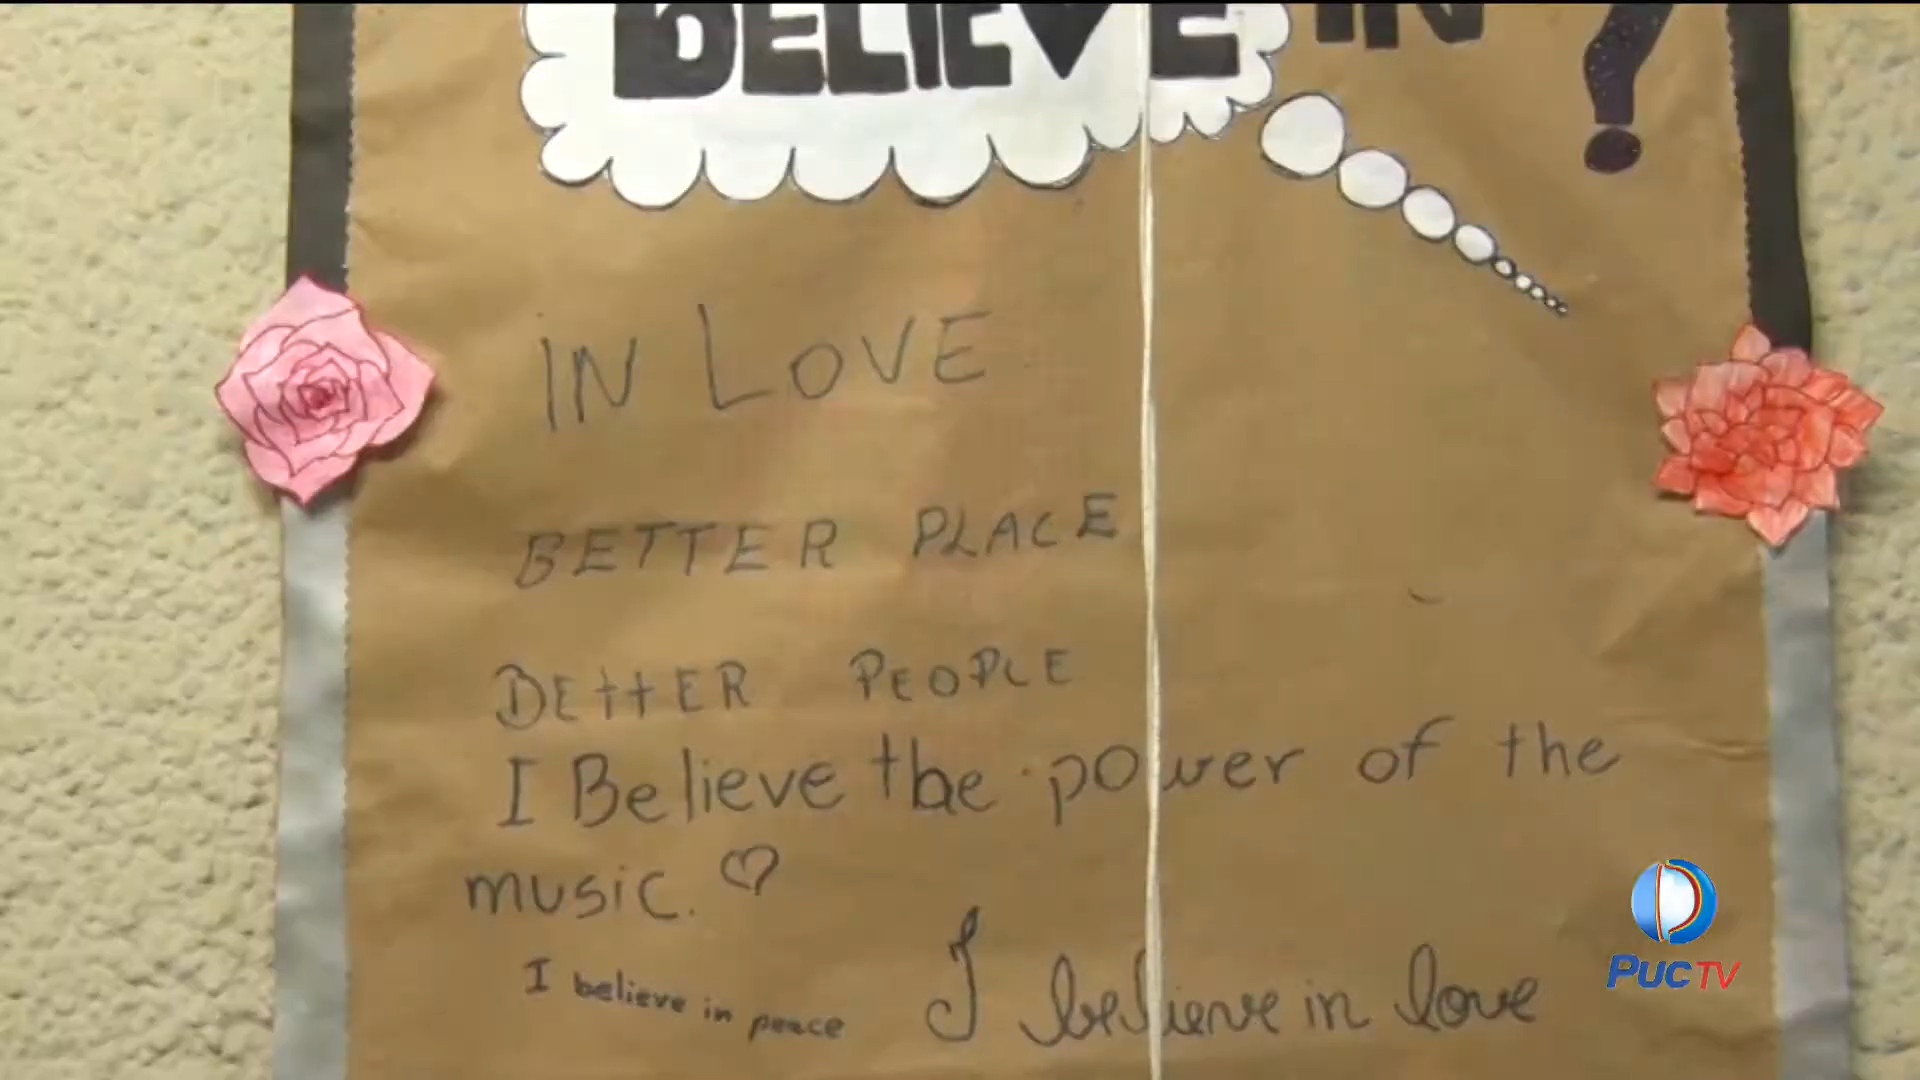 BELIEVE IN ?
IN LOVE
BETTER PLACE
BETTER PEOPLE
I Believe the power of the
music. ♡
I believe in peace
I believe in love
PUC TV